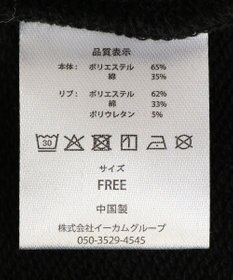 品質表示
本体： ポリエステル 65%
綿 35%
リブ： ポリエステル 62%
綿 33%
ポリウレタン 5%
30
サイズ
FREE
中国製
株式会社イーカムグループ
050-3529-4545